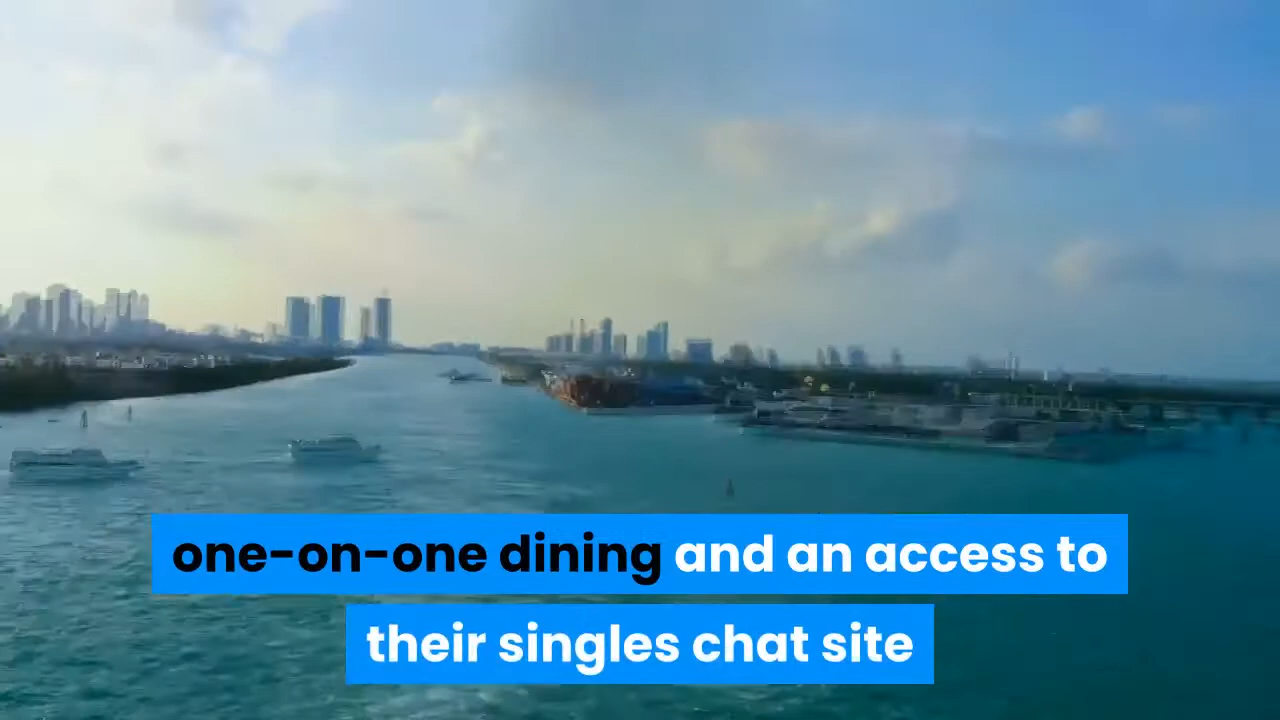 one-on-one dining and an access to
their singles chat site